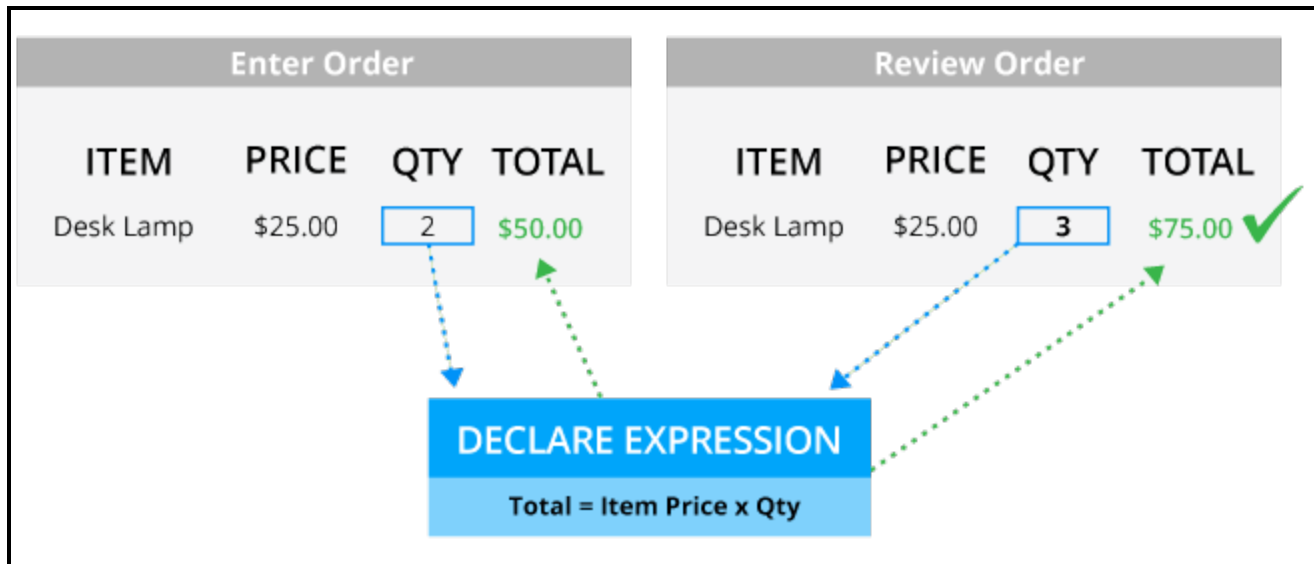 Enter Order
ITEM PRICE QTY TOTAL
Desk Lamp $25.00 2 $50.00
Review Order
ITEM PRICE QTY TOTAL
Desk Lamp $25.00 3 $75.00
DECLARE EXPRESSION
Total = Item Price x Qty